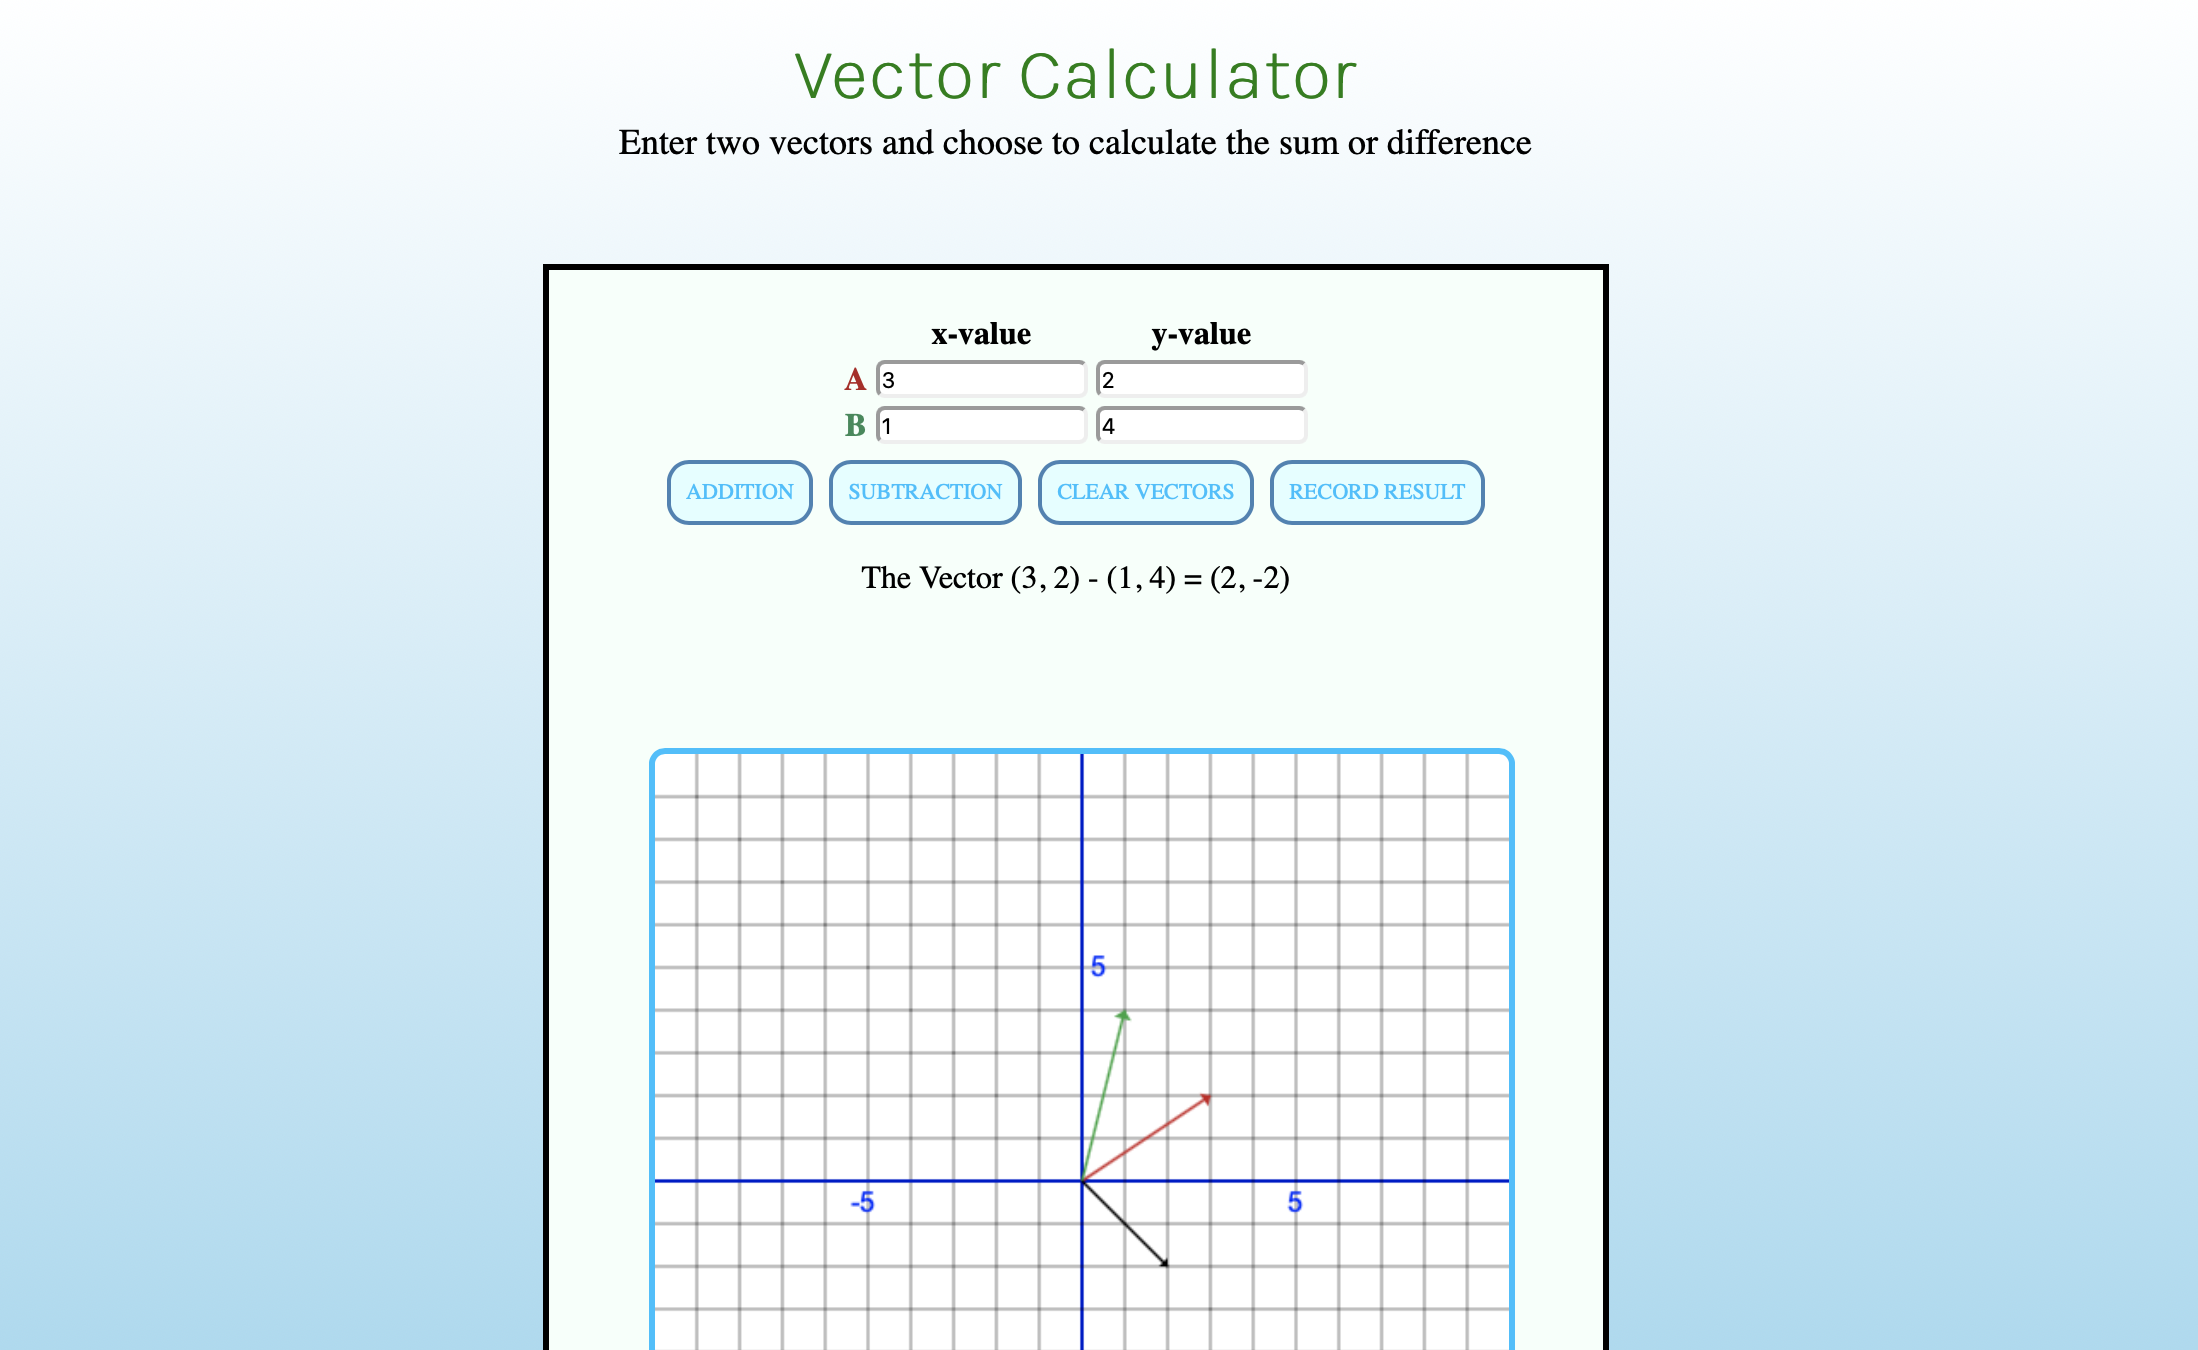 Vector Calculator
Enter two vectors and choose to calculate the sum or difference
x-value y-value
A 3 2
B 1 4
ADDITION SUBTRACTION CLEAR VECTORS RECORD RESULT
The Vector (3, 2) - (1, 4) = (2, -2)
5
-5 5